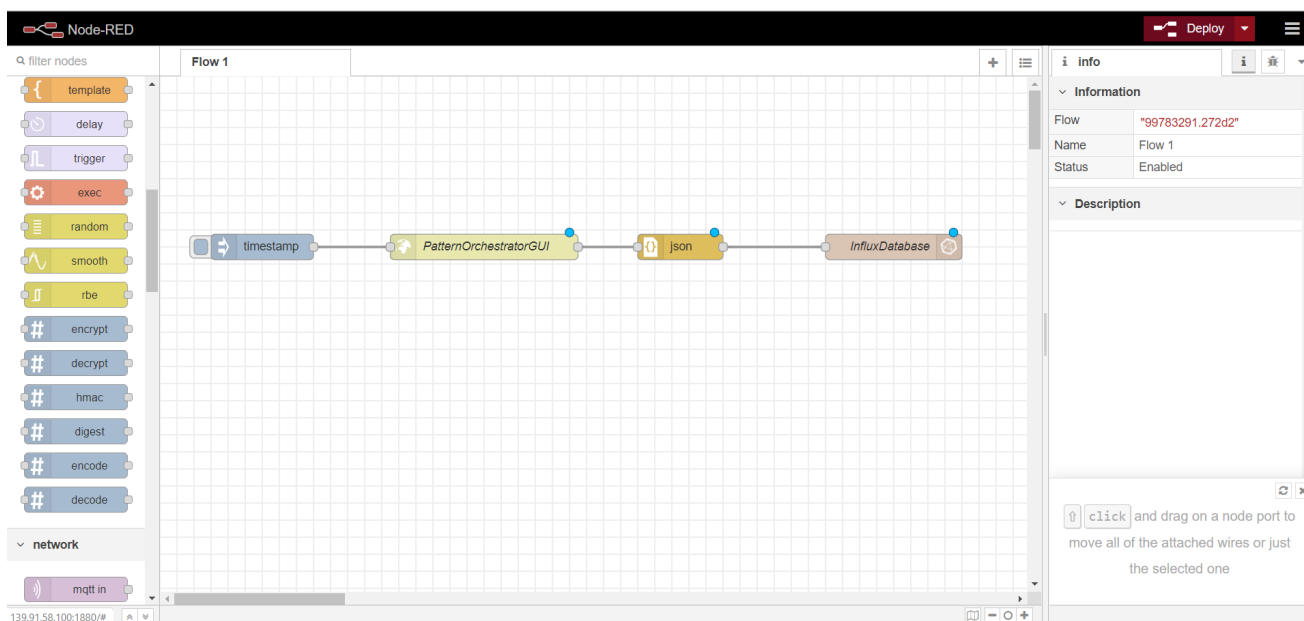 Node-RED
Deploy
filter nodes
template
delay
trigger
exec
random
smooth
rbe
encrypt
decrypt
hmac
digest
encode
decode
network
mqtt in
139.91.58.100:1880/#
Flow 1
timestamp
PatternOrchestratorGUI
{} json
InfluxDatabase
i info
i
Information
Flow "99783291.272d2"
Name Flow 1
Status Enabled
Description
⇧ click and drag on a node port to
move all of the attached wires or just
the selected one